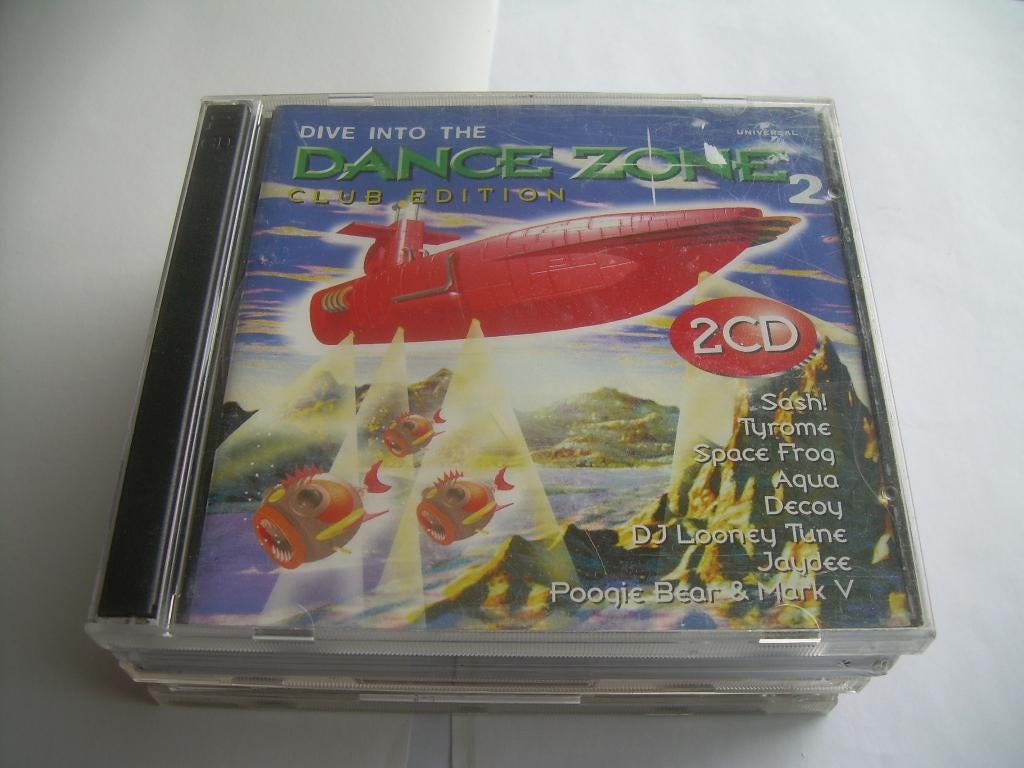 DIVE INTO THE
UNIVERSAL
DANCE ZONE 2
CLUB EDITION
2CD
Sash!
Tyrome
Space Frog
Aqua
Decoy
DJ Looney Tune
Jaydee
Poogie Bear & Mark V